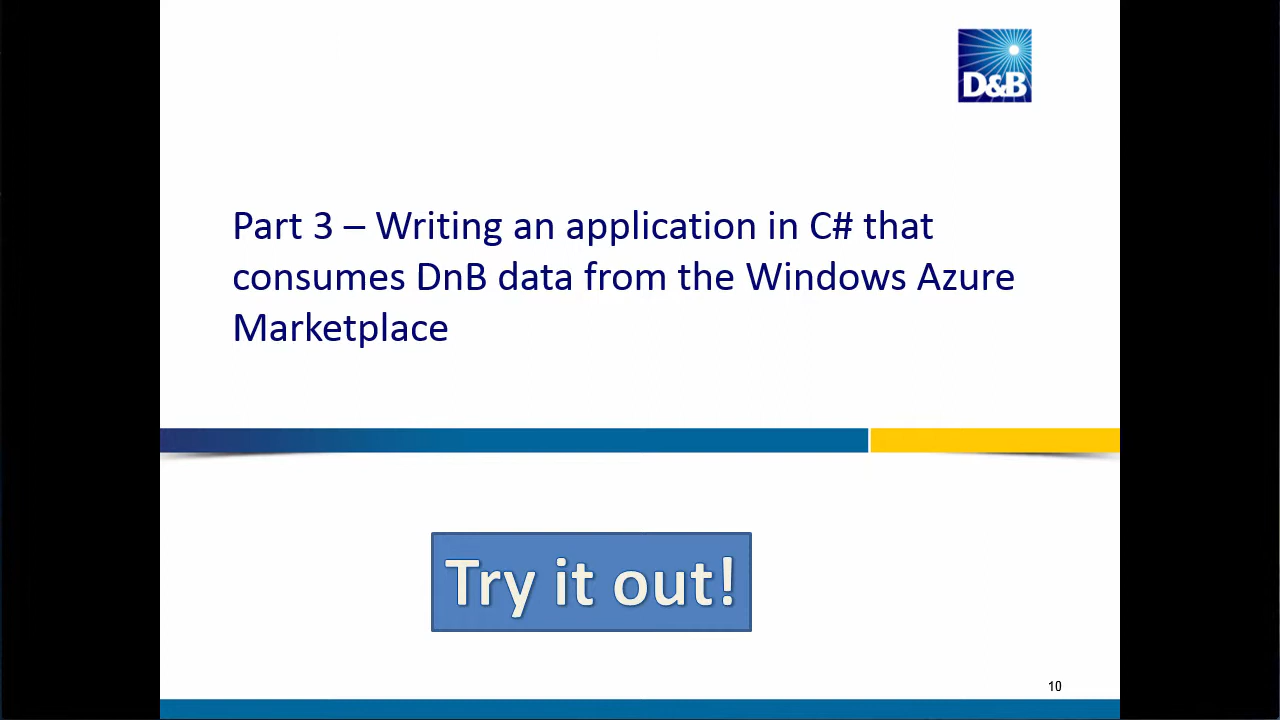 D&B
Part 3 – Writing an application in C# that
consumes DnB data from the Windows Azure
Marketplace
Try it out!
10